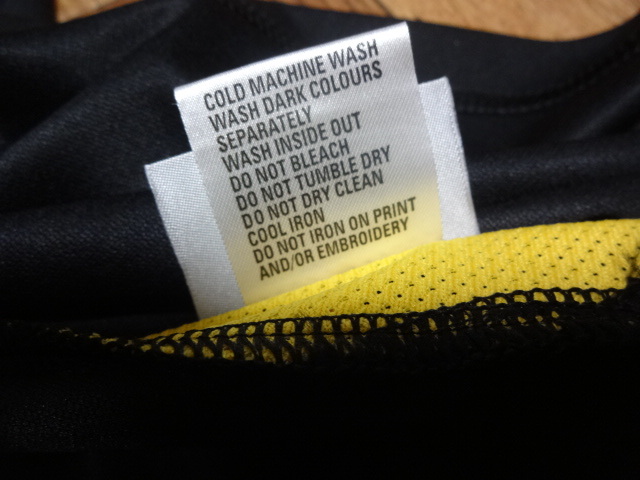 COLD MACHINE WASH
WASH DARK COLOURS
SEPARATELY
WASH INSIDE OUT
DO NOT BLEACH
DO NOT TUMBLE DRY
DO NOT DRY CLEAN
COOL IRON
DO NOT IRON ON PRINT
AND/OR EMBROIDERY